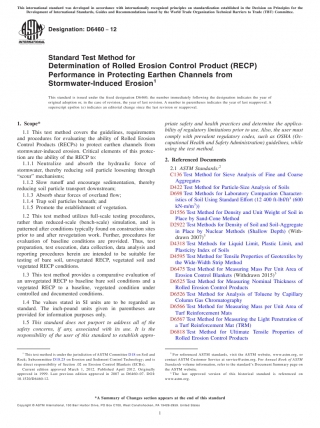 This international standard was developed in accordance with internationally recognized principles on standardization established in the Decision on Principles for the
Development of International Standards, Guides and Recommendations issued by the World Trade Organization Technical Barriers to Trade (TBT) Committee.
Designation: D6460 − 12
Standard Test Method for
Determination of Rolled Erosion Control Product (RECP)
Performance in Protecting Earthen Channels from
Stormwater-Induced Erosion1
This standard is issued under the fixed designation D6460; the number immediately following the designation indicates the year of
original adoption or, in the case of revision, the year of last revision. A number in parentheses indicates the year of last reapproval. A
superscript epsilon (ε) indicates an editorial change since the last revision or reapproval.
1. Scope*
1.1 This test method covers the guidelines, requirements
and procedures for evaluating the ability of Rolled Erosion
Control Products (RECPs) to protect earthen channels from
stormwater-induced erosion. Critical elements of this protec-
tion are the ability of the RECP to:
1.1.1 Neutralize and absorb the hydraulic force of
stormwater, thereby reducing soil particle loosening through
"scour" mechanisms;
1.1.2 Slow runoff and encourage sedimentation, thereby
reducing soil particle transport downstream;
1.1.3 Absorb shear forces of overland flow;
1.1.4 Trap soil particles beneath; and
1.1.5 Promote the establishment of vegetation.
1.2 This test method utilizes full-scale testing procedures,
rather than reduced-scale (bench-scale) simulation, and is
patterned after conditions typically found on construction sites
prior to and after revegetation work. Further, procedures for
evaluation of baseline conditions are provided. Thus, test
preparation, test execution, data collection, data analysis and
reporting procedures herein are intended to be suitable for
testing of bare soil, unvegetated RECP, vegetated soil and
vegetated RECP conditions.
1.3 This test method provides a comparative evaluation of
an unvegetated RECP to baseline bare soil conditions and a
vegetated RECP to a baseline, vegetated condition under
controlled and documented conditions.
1.4 The values stated in SI units are to be regarded as
standard. The inch-pound units given in parentheses are
provided for information purposes only.
1.5 This standard does not purport to address all of the
safety concerns, if any, associated with its use. It is the
responsibility of the user of this standard to establish appro-
priate safety and health practices and determine the applica-
bility of regulatory limitations prior to use. Also, the user must
comply with prevalent regulatory codes, such as OSHA (Oc-
cupational Health and Safety Administration) guidelines, while
using the test method.
2. Referenced Documents
2.1 ASTM Standards:2
C136 Test Method for Sieve Analysis of Fine and Coarse
Aggregates
D422 Test Method for Particle-Size Analysis of Soils
D698 Test Methods for Laboratory Compaction Character-
istics of Soil Using Standard Effort (12 400 ft-lbf/ft3 (600
kN-m/m3))
D1556 Test Method for Density and Unit Weight of Soil in
Place by Sand-Cone Method
D2922 Test Methods for Density of Soil and Soil-Aggregate
in Place by Nuclear Methods (Shallow Depth) (With-
drawn 2007)3
D4318 Test Methods for Liquid Limit, Plastic Limit, and
Plasticity Index of Soils
D4595 Test Method for Tensile Properties of Geotextiles by
the Wide-Width Strip Method
D6475 Test Method for Measuring Mass Per Unit Area of
Erosion Control Blankets (Withdrawn 2015)3
D6525 Test Method for Measuring Nominal Thickness of
Rolled Erosion Control Products
D6526 Test Method for Analysis of Toluene by Capillary
Column Gas Chromatography
D6566 Test Method for Measuring Mass per Unit Area of
Turf Reinforcement Mats
D6567 Test Method for Measuring the Light Penetration of
a Turf Reinforcement Mat (TRM)
D6818 Test Method for Ultimate Tensile Properties of
Rolled Erosion Control Products
1 This test method is under the jurisdiction of ASTM Committee D18 on Soil and
Rock; Subcommittee D18.25 on Erosion and Sediment Control Technology; and is
the direct responsibility of Section .02 on Erosion Control Blankets (ECBs).
Current edition approved March 1, 2012. Published April 2012. Originally
approved in 1999. Last previous edition approved in 2007 as D6460–07. DOI:
10.1520/D6460-12.
2 For referenced ASTM standards, visit the ASTM website, www.astm.org, or
contact ASTM Customer Service at service@astm.org. For Annual Book of ASTM
Standards volume information, refer to the standard's Document Summary page on
the ASTM website.
3 The last approved version of this historical standard is referenced on
www.astm.org.
*A Summary of Changes section appears at the end of this standard
Copyright © ASTM International, 100 Barr Harbor Drive, PO Box C700, West Conshohocken, PA 19428-2959. United States
1